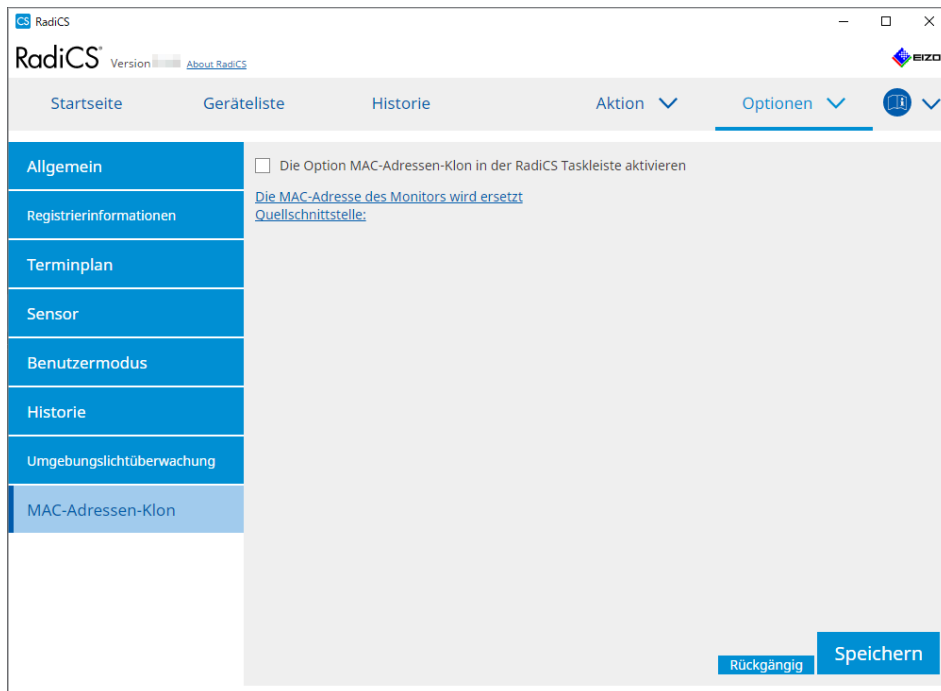 CS RadiCS
RadiCS® Version About RadiCS
EIZO
Startseite Geräteliste Historie Aktion Optionen
Allgemein
Registrierinformationen
Terminplan
Sensor
Benutzermodus
Historie
Umgebungslichtüberwachung
MAC-Adressen-Klon
Die Option MAC-Adressen-Klon in der RadiCS Taskleiste aktivieren
Die MAC-Adresse des Monitors wird ersetzt
Quellschnittstelle:
Rückgängig
Speichern